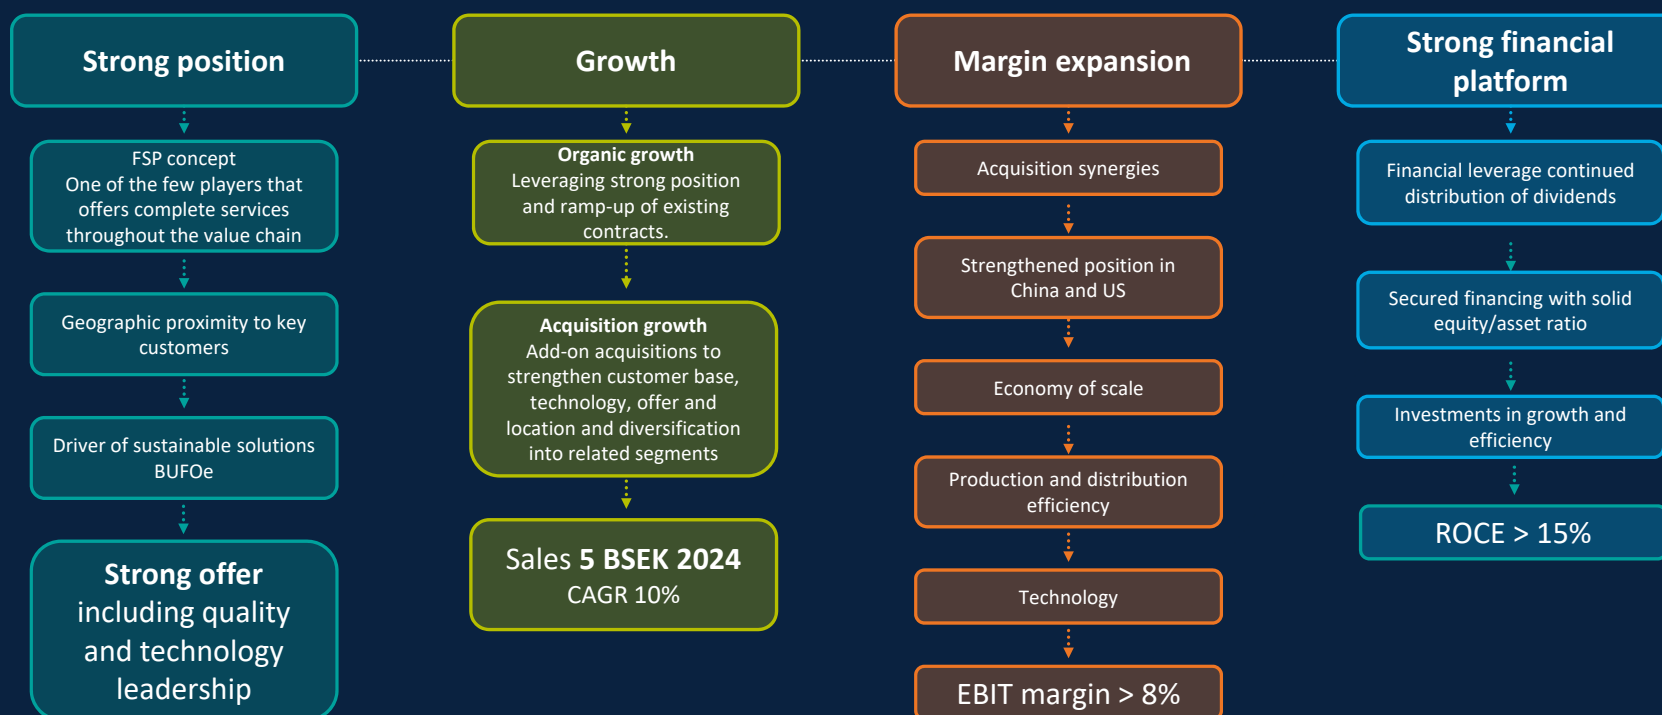 Strong position
FSP concept
One of the few players that
offers complete services
throughout the value chain
Geographic proximity to key
customers
Driver of sustainable solutions
BUFOe
Strong offer
including quality
and technology
leadership
Growth
Organic growth
Leveraging strong position
and ramp-up of existing
contracts.
Acquisition growth
Add-on acquisitions to
strengthen customer base,
technology, offer and
location and diversification
into related segments
Sales 5 BSEK 2024
CAGR 10%
Margin expansion
Acquisition synergies
Strengthened position in
China and US
Economy of scale
Production and distribution
efficiency
Technology
EBIT margin > 8%
Strong financial
platform
Financial leverage continued
distribution of dividends
Secured financing with solid
equity/asset ratio
Investments in growth and
efficiency
ROCE > 15%